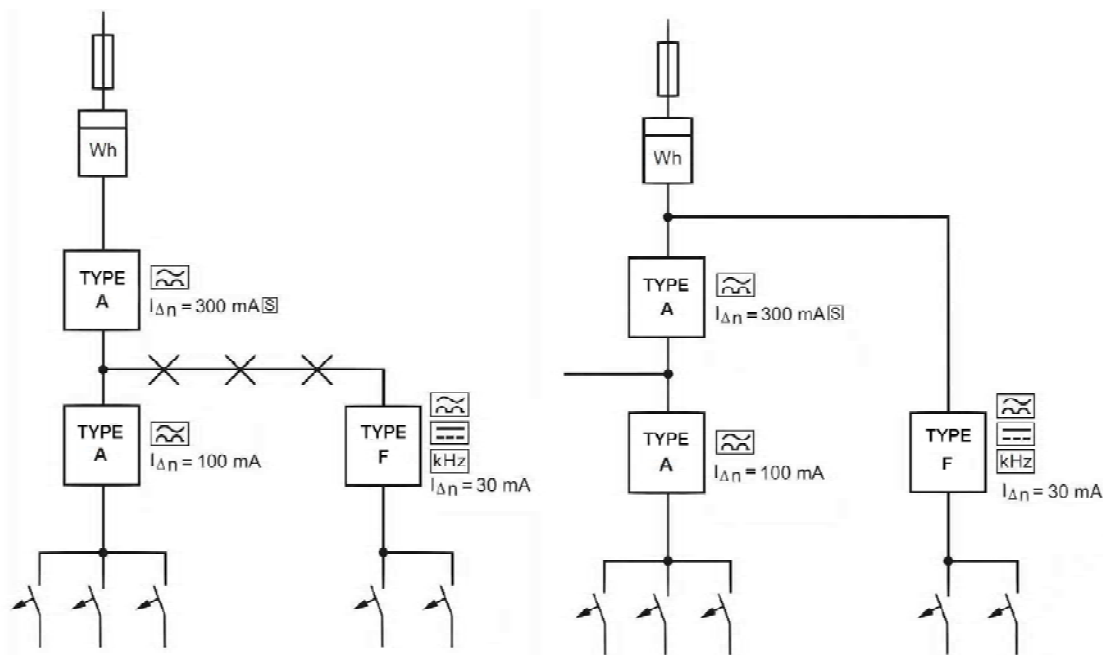 Wh
TYPE
A
IΔn = 300 mA S
TYPE
A
IΔn = 100 mA
TYPE
F
kHz
IΔn = 30 mA
Wh
TYPE
A
IΔn = 300 mA S
TYPE
A
IΔn = 100 mA
TYPE
F
kHz
IΔn = 30 mA